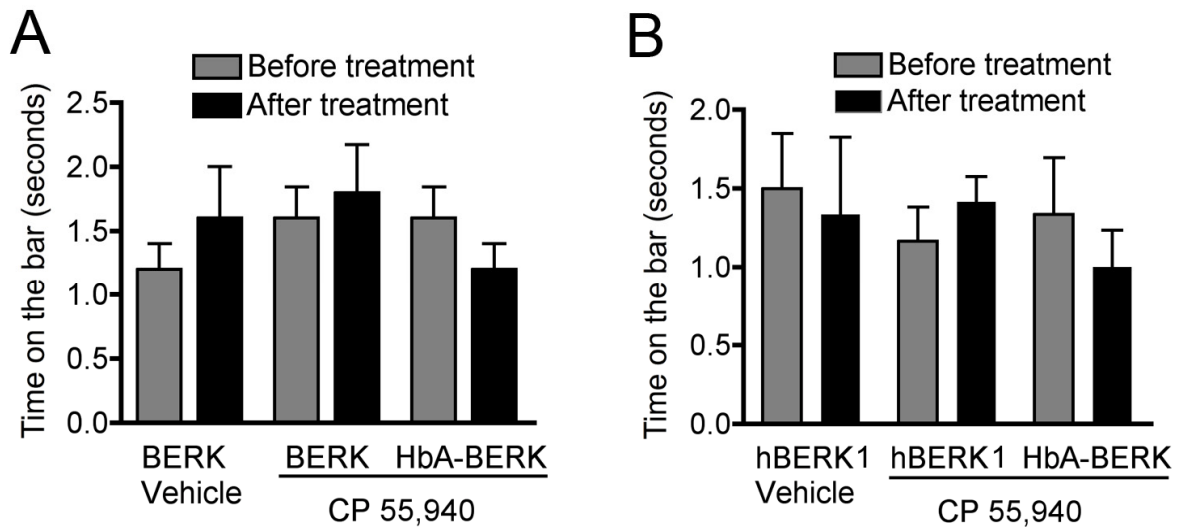 A
Before treatment
After treatment
Time on the bar (seconds)
2.5
2.0
1.5
1.0
0.5
0.0
BERK Vehicle
BERK
HbA-BERK
CP 55,940
B
Before treatment
After treatment
Time on the bar (seconds)
2.0
1.5
1.0
0.5
0.0
hBERK1
Vehicle
hBERK1
HbA-BERK
CP 55,940